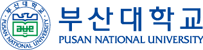 부산대학교
PUSAN NATIONAL UNIVERSITY